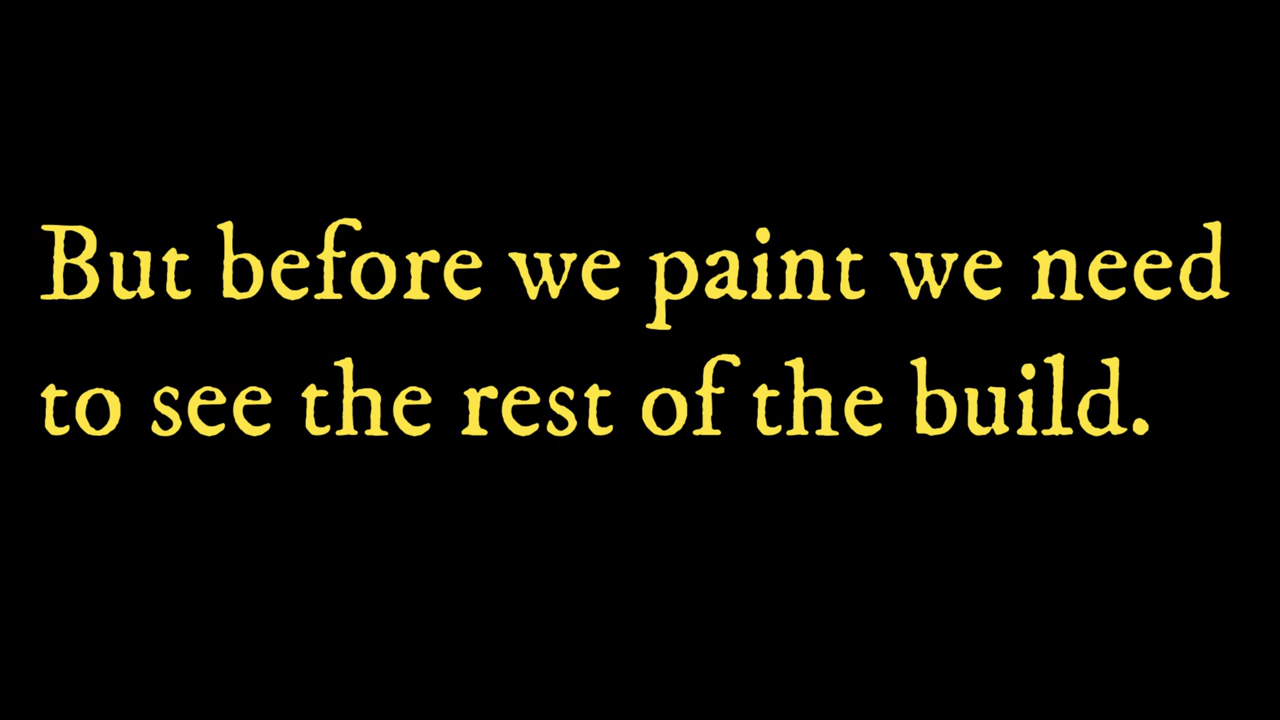 But before we paint we need
to see the rest of the build.